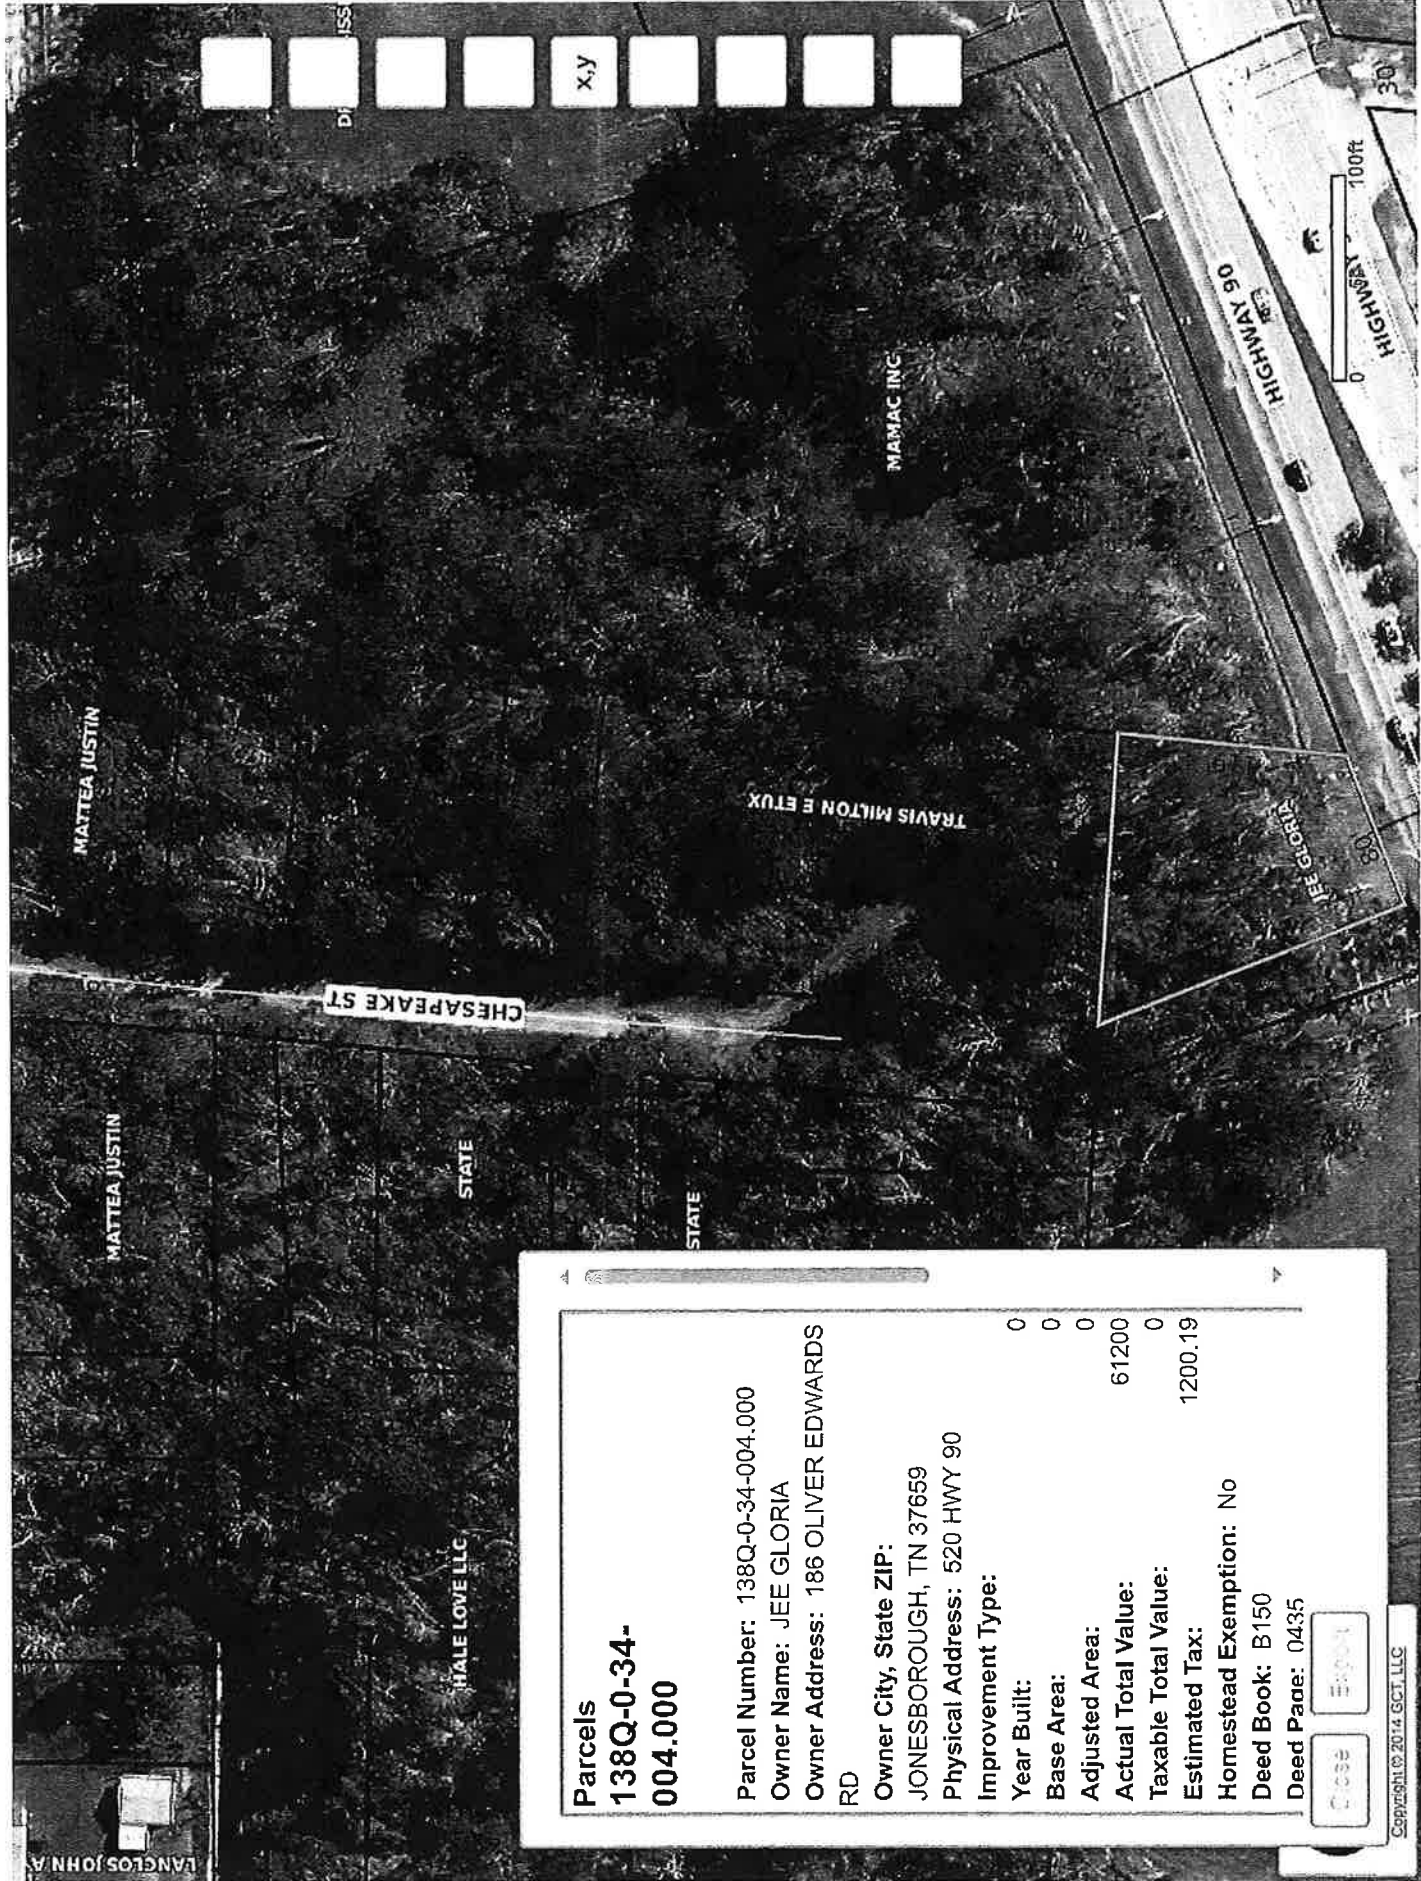 LANCLOS JOHN A
MATTEA JUSTIN
MATTEA JUSTIN
HALE LOVE LLC
STATE
STATE
CHESAPEAKE ST
TRAVIS MILTON E ETUX
MAMAC INC
JEE GLORIA
80
HIGHWAY 90
HIGHWAY
30
0
100ft
x,y
Parcels
138Q-0-34-
004.000
Parcel Number: 138Q-0-34-004.000
Owner Name: JEE GLORIA
Owner Address: 186 OLIVER EDWARDS
RD
Owner City, State ZIP:
JONESBOROUGH, TN 37659
Physical Address: 520 HWY 90
Improvement Type:
Year Built: 0
Base Area: 0
Adjusted Area: 0
Actual Total Value: 61200
Taxable Total Value: 0
Estimated Tax: 1200.19
Homestead Exemption: No
Deed Book: B150
Deed Page: 0435
Close
Export
Copyright © 2014 GCT, LLC